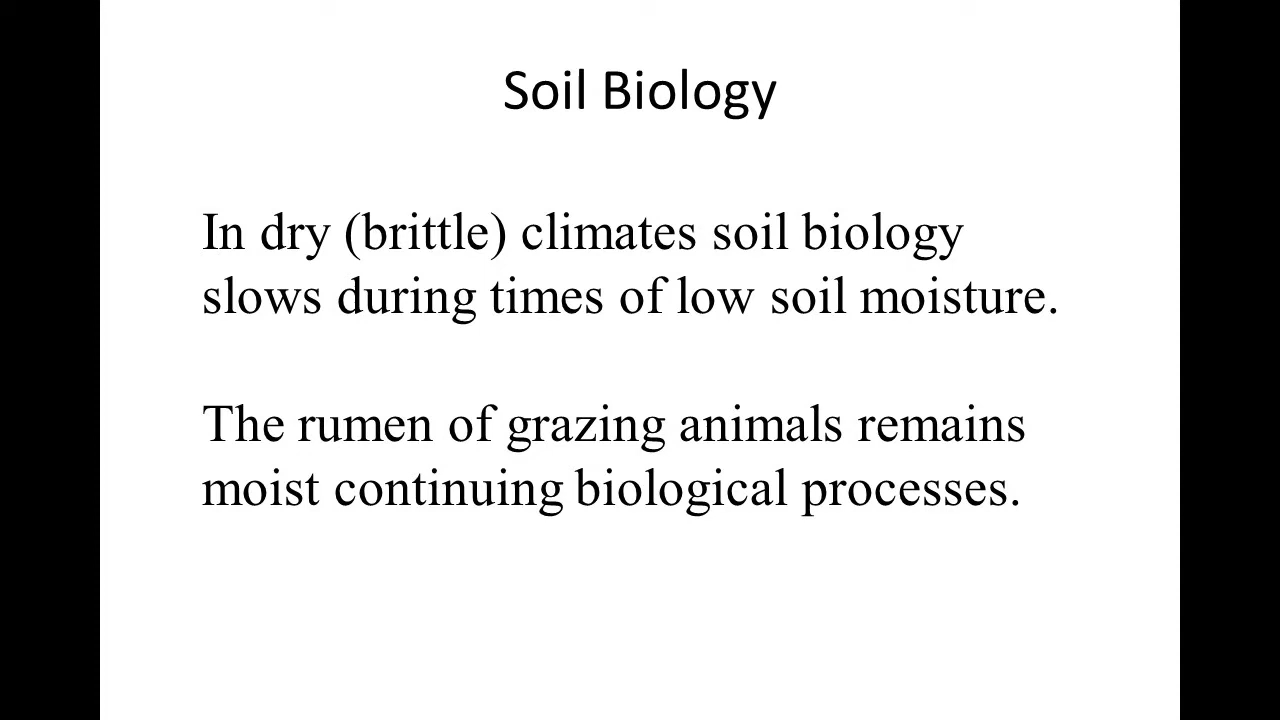 Soil Biology
In dry (brittle) climates soil biology
slows during times of low soil moisture.
The rumen of grazing animals remains
moist continuing biological processes.